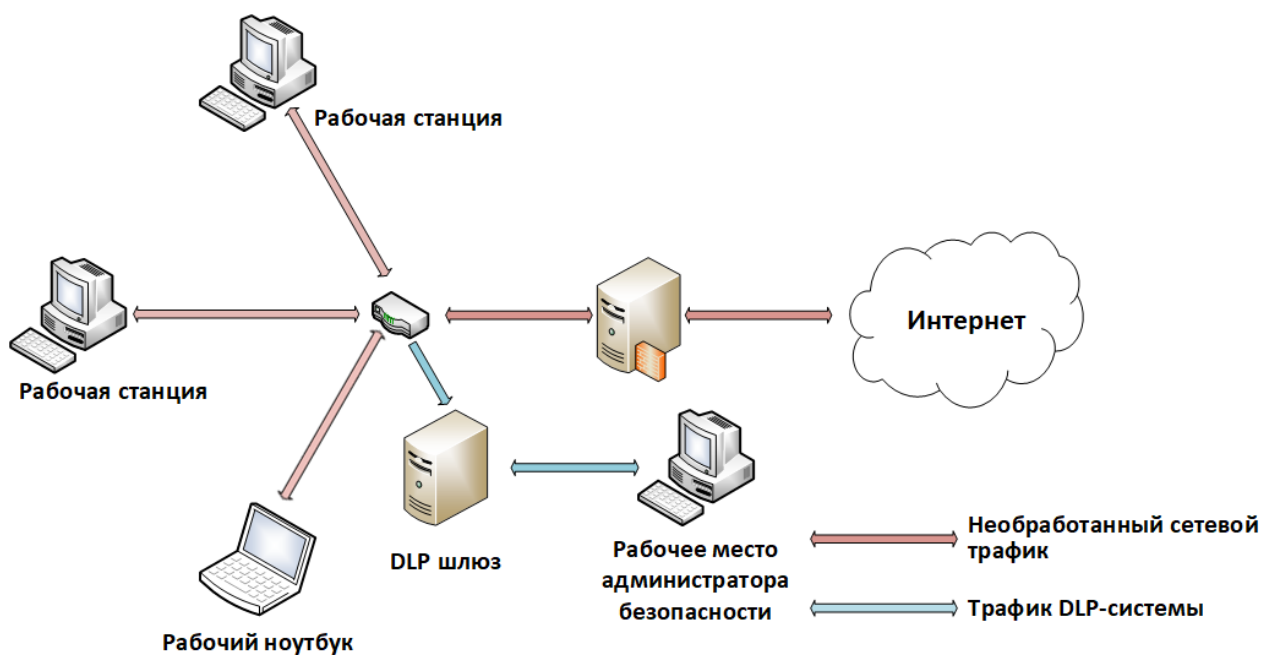 Рабочая станция
Интернет
Рабочая станция
DLP шлюз
Рабочее место
администратора
безопасности
Необработанный сетевой
трафик
Трафик DLP-системы
Рабочий ноутбук